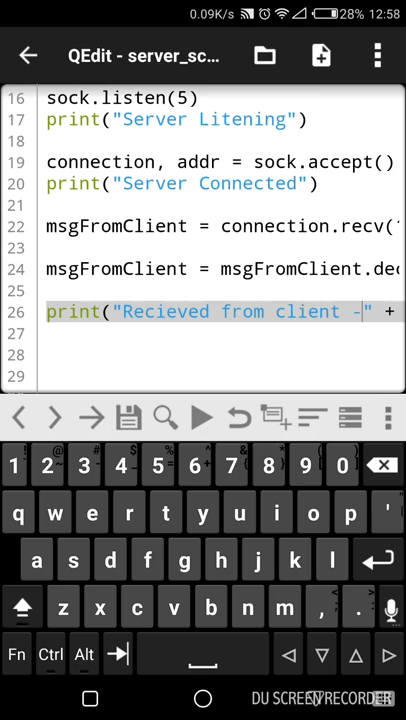 0.09K/s 28% 12:58
QEdit - server_sc...
16 sock.listen(5)
17 print("Server Litening")
18
19 connection, addr = sock.accept()
20 print("Server Connected")
21
22 msgFromClient = connection.recv(
23
24 msgFromClient = msgFromClient.dec
25
26 print("Recieved from client -" +
27
28
29
! @ # $ % ^ & * ( )
1 2 3 4 5 6 7 8 9 0
q w e r t y u i o p '
a s d f g h j k l
z x c v b n m , .
Fn Ctrl Alt
DU SCREEN RECORDER